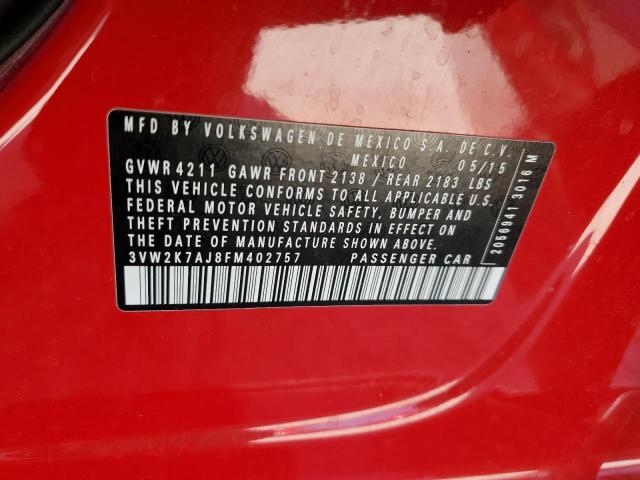 MFD BY VOLKSWAGEN DE MEXICO S.A. DE C.V.
MEXICO 05/15
GVWR 4211 GAWR FRONT 2138 / REAR 2183 LBS
THIS VEHICLE CONFORMS TO ALL APPLICABLE U.S.
FEDERAL MOTOR VEHICLE SAFETY, BUMPER AND
THEFT PREVENTION STANDARDS IN EFFECT ON
THE DATE OF MANUFACTURE SHOWN ABOVE
3VW2K7AJ8FM402757 PASSENGER CAR
2056941 3016 M